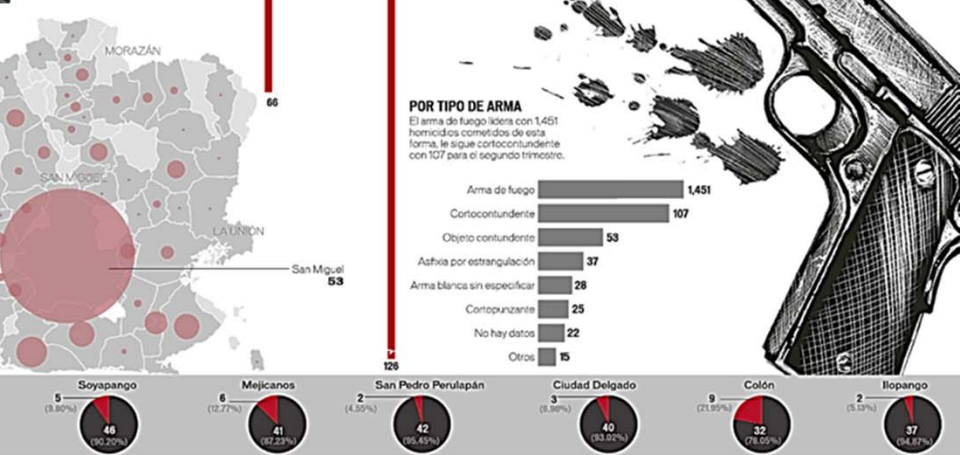 MORAZÁN
66
POR TIPO DE ARMA
El arma de fuego lidera con 1,451
homicidios cometidos de esta
forma, le sigue cortocontundente
con 107 para el segundo trimestre.
SAN MIGUEL
LA UNIÓN
San Miguel
53
Arma de fuego 1,451
Cortocontundente 107
Objeto contundente 53
Asfixia por estrangulación 37
Arma blanca sin especificar 28
Cortopunzante 25
No hay datos 22
Otros 15
126
Soyapango
5
(9.80%)
46
(90.20%)
Mejicanos
6
(12.77%)
41
(87.23%)
San Pedro Perulapán
2
(4.55%)
42
(95.45%)
Ciudad Delgado
3
(6.98%)
40
(93.02%)
Colón
9
(21.95%)
32
(78.05%)
Ilopango
2
(5.13%)
37
(94.87%)